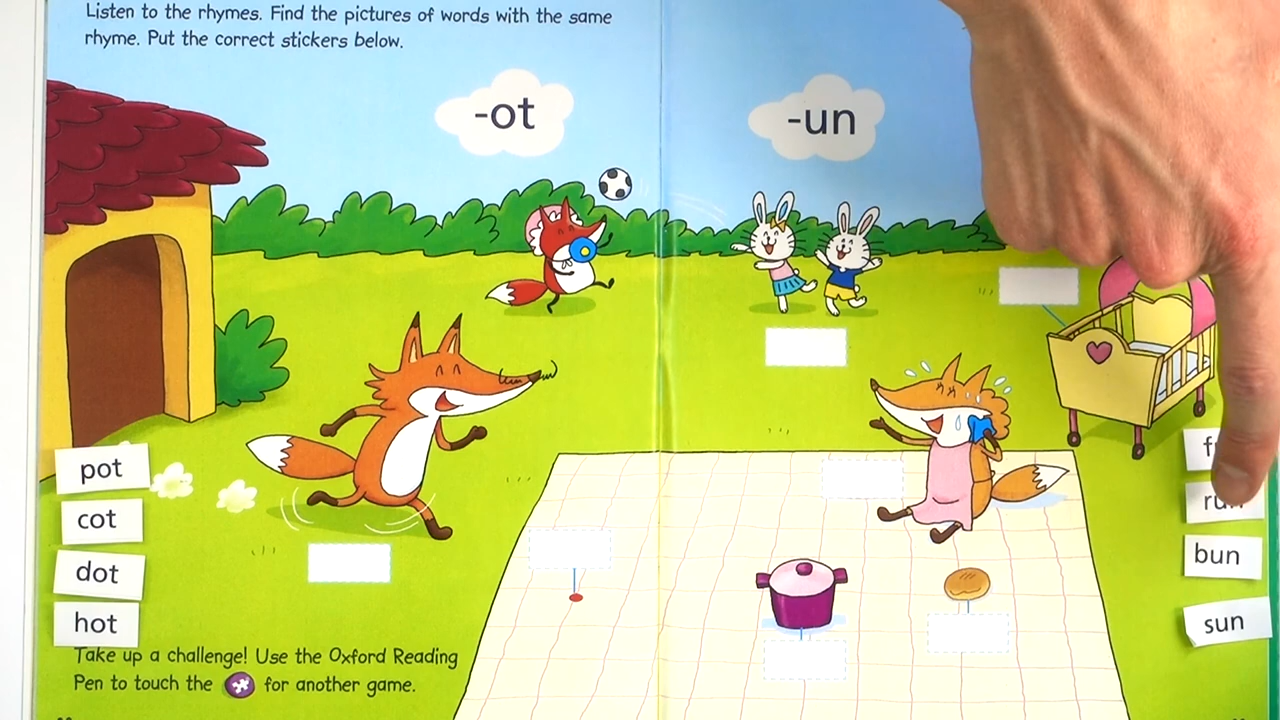 Listen to the rhymes. Find the pictures of words with the same
rhyme. Put the correct stickers below.
-ot
-un
pot
cot
dot
hot
bun
sun
Take up a challenge! Use the Oxford Reading
Pen to touch the for another game.